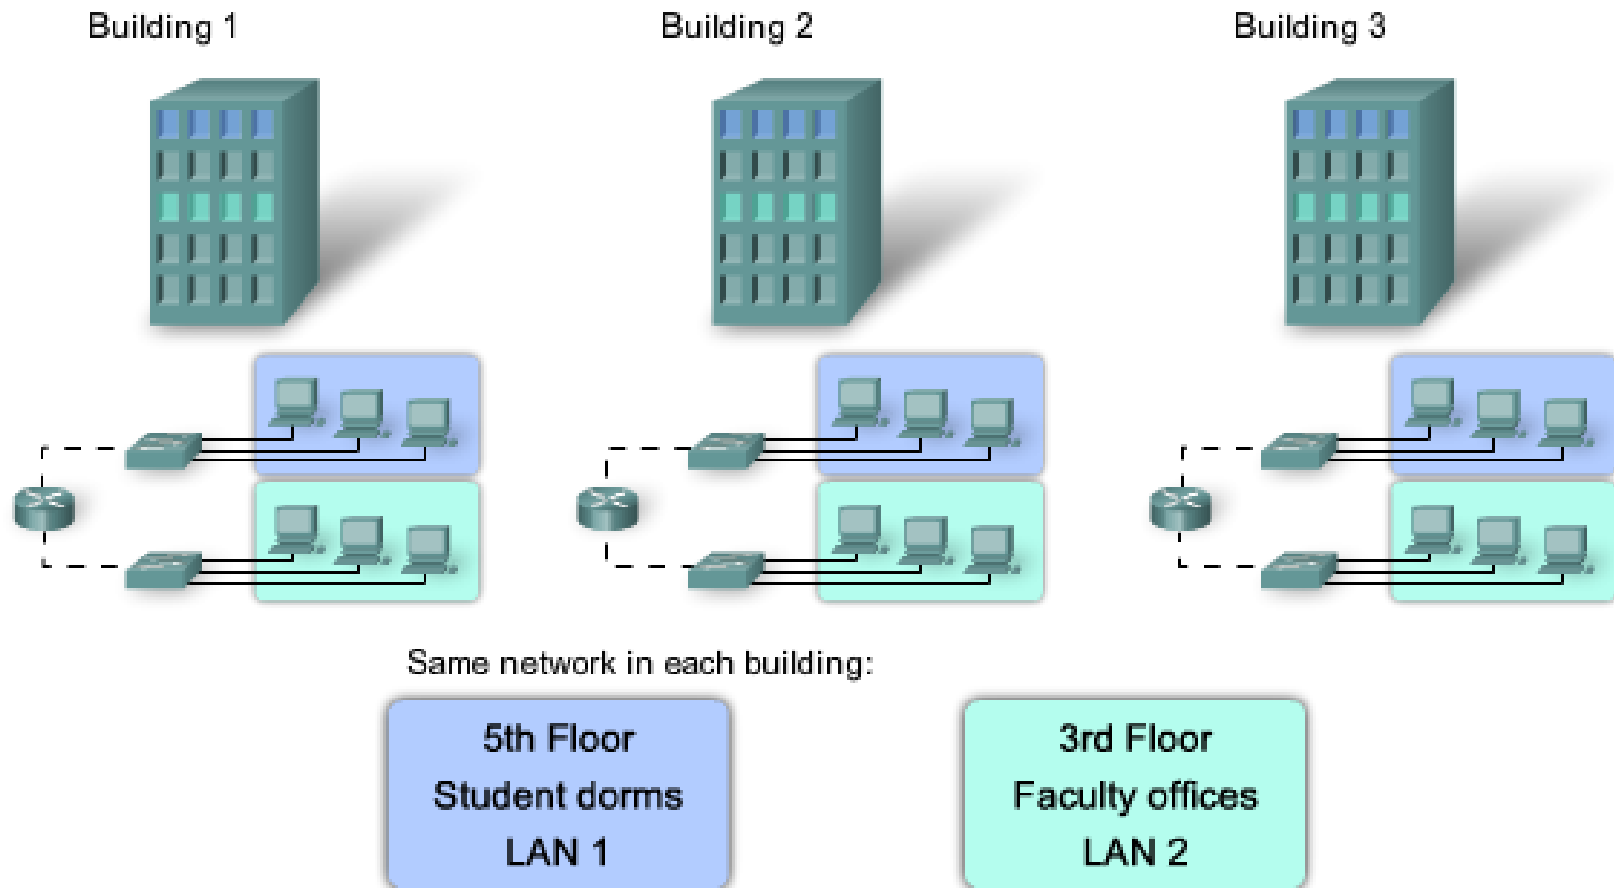 Building 1
Building 2
Building 3
Same network in each building:
5th Floor
Student dorms
LAN 1
3rd Floor
Faculty offices
LAN 2